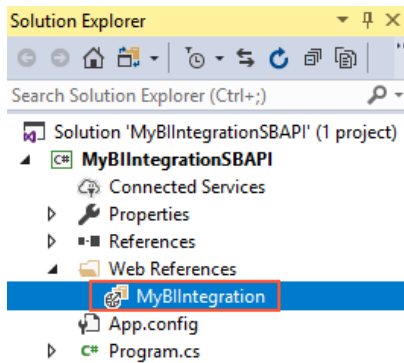 Solution Explorer
Search Solution Explorer (Ctrl+;)
Solution 'MyBIIntegrationSBAPI' (1 project)
C# MyBIIntegrationSBAPI
Connected Services
Properties
References
Web References
MyBIIntegration
App.config
C# Program.cs